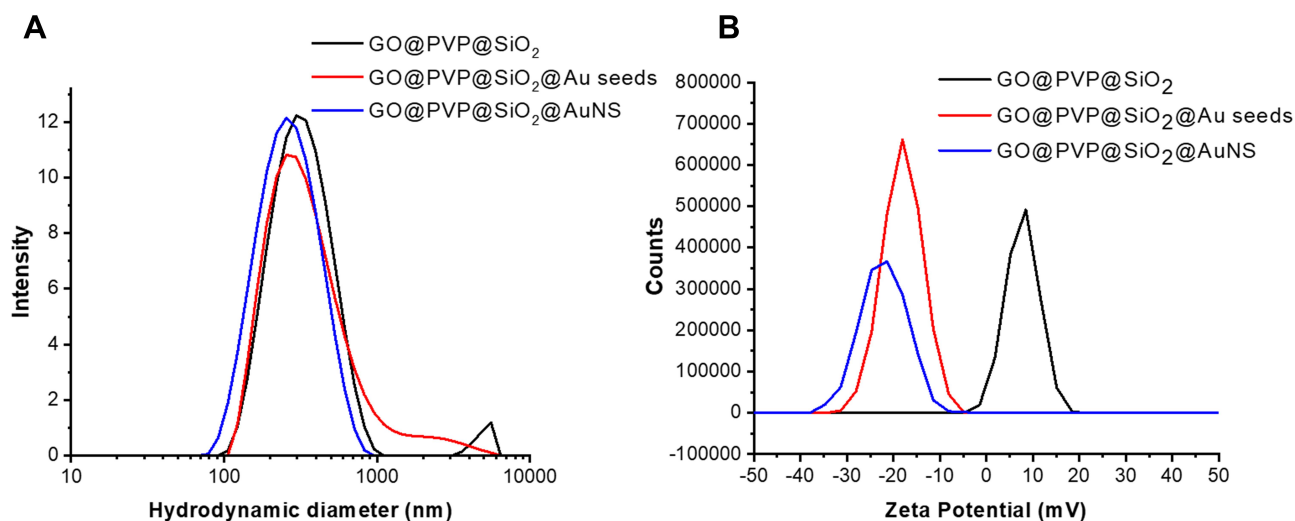 A
GO@PVP@SiO₂
GO@PVP@SiO₂@Au seeds
GO@PVP@SiO₂@AuNS
Intensity
12
10
8
6
4
2
0
10
100
1000
10000
Hydrodynamic diameter (nm)
B
GO@PVP@SiO₂
GO@PVP@SiO₂@Au seeds
GO@PVP@SiO₂@AuNS
Counts
800000
700000
600000
500000
400000
300000
200000
100000
0
-100000
-50
-40
-30
-20
-10
0
10
20
30
40
50
Zeta Potential (mV)